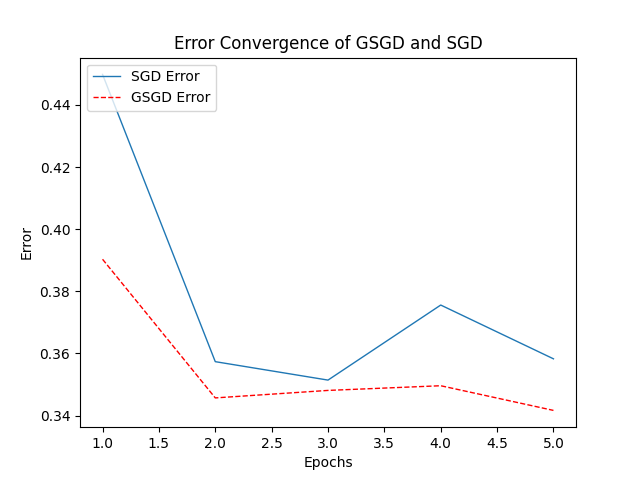 Error Convergence of GSGD and SGD
SGD Error
GSGD Error
0.44
0.42
0.40
0.38
0.36
0.34
Error
1.0 1.5 2.0 2.5 3.0 3.5 4.0 4.5 5.0
Epochs